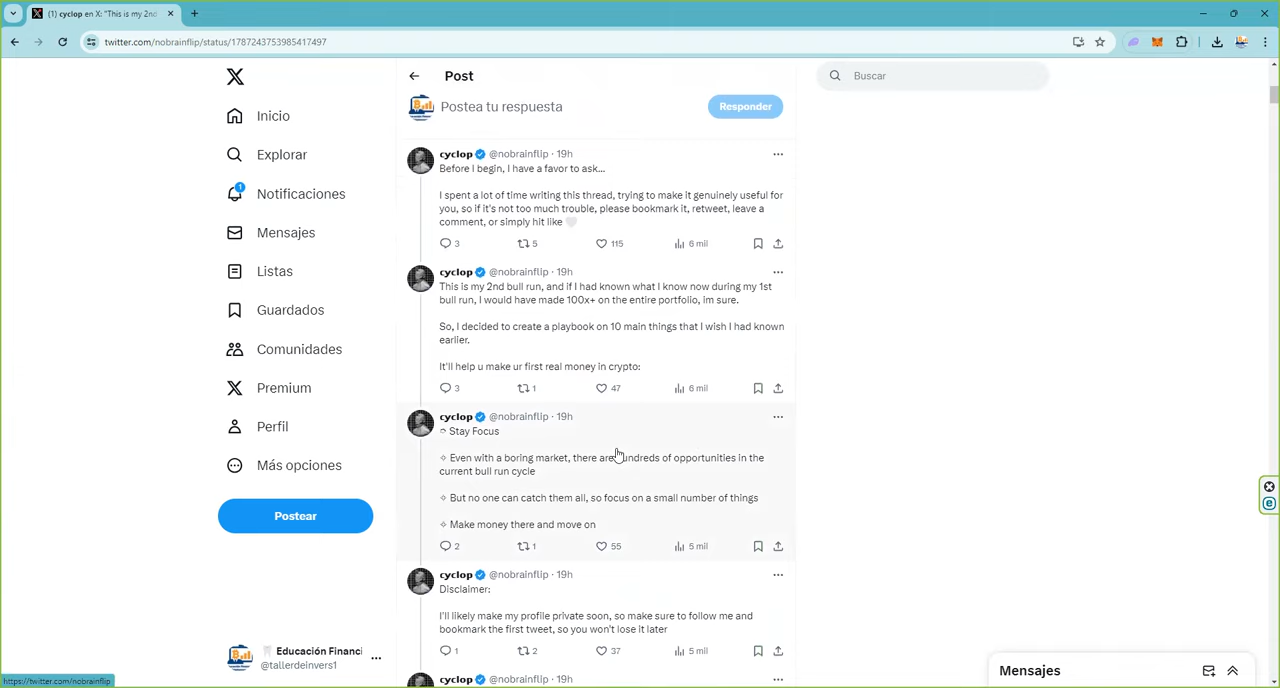 (1) cyclop en X: "This is my 2nd
twitter.com/nobrainflip/status/1787243753985417497
Inicio
Explorar
1
Notificaciones
Mensajes
Listas
Guardados
Comunidades
Premium
Perfil
Más opciones
Postear
Educación Financi
@tallerdeinvers1
https://twitter.com/nobrainflip
Post
Postea tu respuesta
Responder
cyclop @nobrainflip · 19h
Before I begin, I have a favor to ask...
I spent a lot of time writing this thread, trying to make it genuinely useful for
you, so if it's not too much trouble, please bookmark it, retweet, leave a
comment, or simply hit like
3 5 115 6 mil
cyclop @nobrainflip · 19h
This is my 2nd bull run, and if I had known what I know now during my 1st
bull run, I would have made 100x+ on the entire portfolio, im sure.
So, I decided to create a playbook on 10 main things that I wish I had known
earlier.
It'll help u make ur first real money in crypto:
3 1 47 6 mil
cyclop @nobrainflip · 19h
Stay Focus
✧ Even with a boring market, there are hundreds of opportunities in the
current bull run cycle
✧ But no one can catch them all, so focus on a small number of things
✧ Make money there and move on
2 1 55 5 mil
cyclop @nobrainflip · 19h
Disclaimer:
I'll likely make my profile private soon, so make sure to follow me and
bookmark the first tweet, so you won't lose it later
1 2 37 5 mil
cyclop @nobrainflip · 19h
Buscar
Mensajes